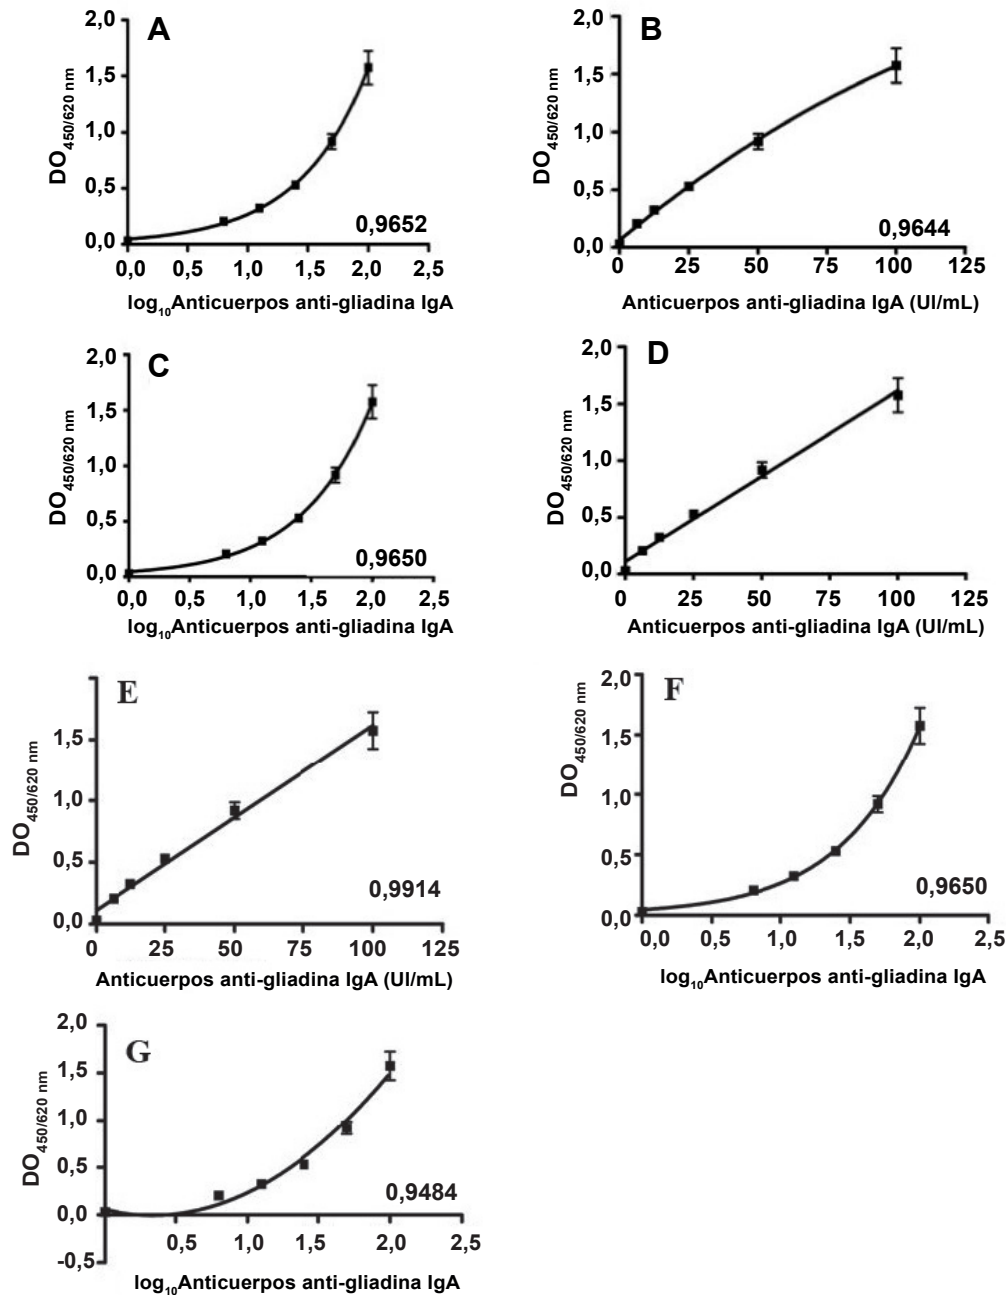 A
2,0
1,5
1,0
0,5
0,0
DO450/620 nm
0,9652
0,0 0,5 1,0 1,5 2,0 2,5
log10Anticuerpos anti-gliadina IgA
B
2,0
1,5
1,0
0,5
0,0
DO450/620 nm
0,9644
0 25 50 75 100 125
Anticuerpos anti-gliadina IgA (UI/mL)
C
2,0
1,5
1,0
0,5
0,0
DO450/620 nm
0,9650
0,0 0,5 1,0 1,5 2,0 2,5
log10Anticuerpos anti-gliadina IgA
D
2,0
1,5
1,0
0,5
0,0
DO450/620 nm
0 25 50 75 100 125
Anticuerpos anti-gliadina IgA (UI/mL)
E
1,5
1,0
0,5
0,0
DO450/620 nm
0,9914
0 25 50 75 100 125
Anticuerpos anti-gliadina IgA (UI/mL)
F
2,0
1,5
1,0
0,5
0,0
DO450/620 nm
0,9650
0,0 0,5 1,0 1,5 2,0 2,5
log10Anticuerpos anti-gliadina IgA
G
2,0
1,5
1,0
0,5
0,0
-0,5
DO450/620 nm
0,9484
0,5 1,0 1,5 2,0 2,5
log10Anticuerpos anti-gliadina IgA